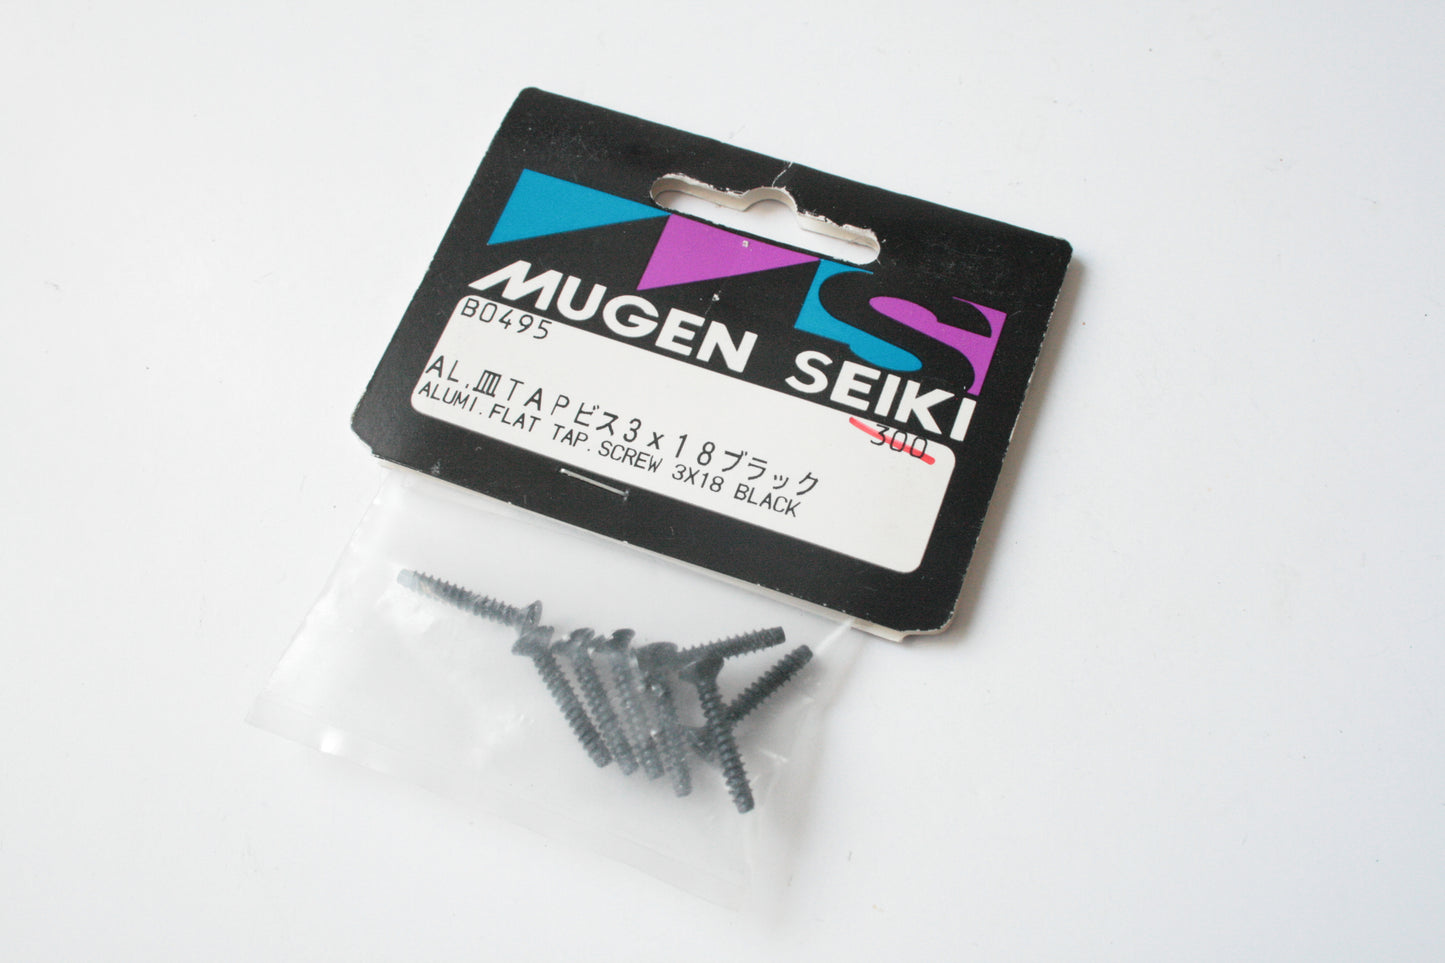 MUGEN SEIKI
B0495
300
AL.皿TAPビス3x18ブラック
ALUMI.FLAT TAP.SCREW 3X18 BLACK